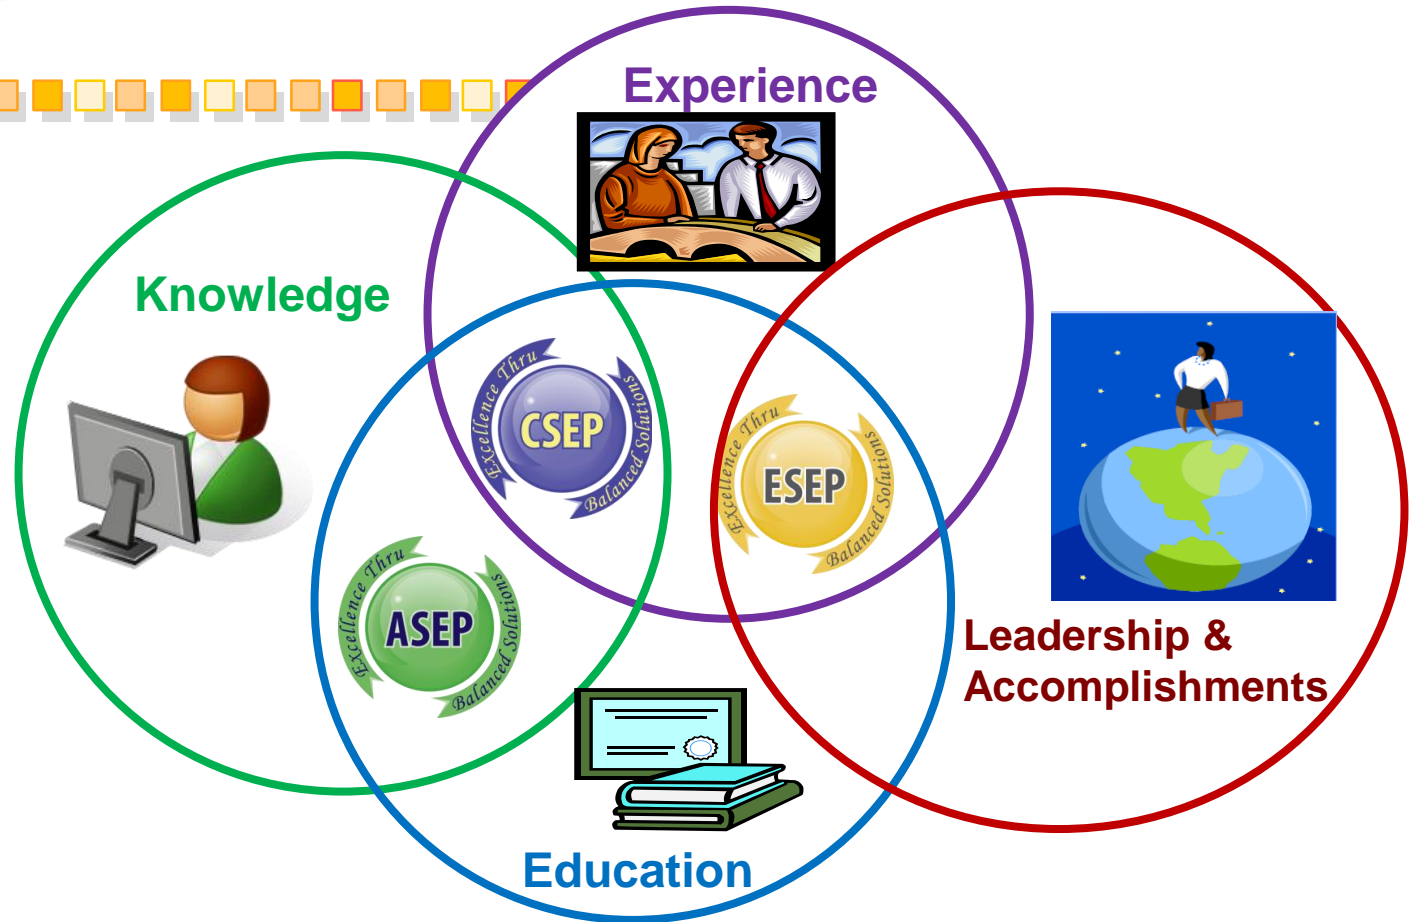 Experience
Knowledge
Excellence Thru
CSEP
Balanced Solutions
Excellence Thru
ESEP
Balanced Solutions
Excellence Thru
ASEP
Balanced Solutions
Leadership &
Accomplishments
Education